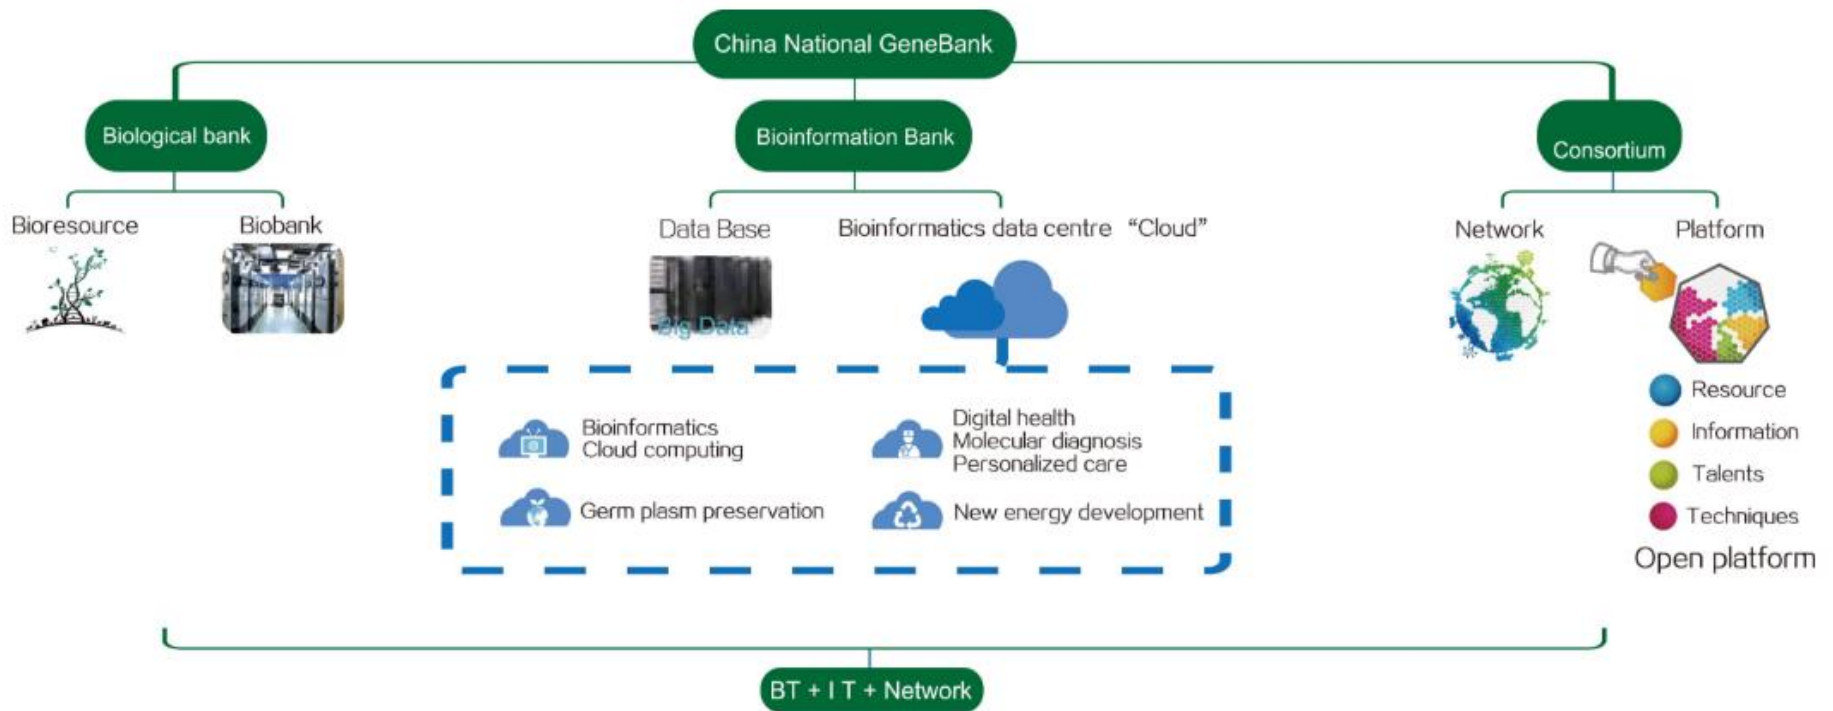 China National GeneBank
Biological bank
Bioinformation Bank
Consortium
Bioresource
Biobank
Data Base
Bioinformatics data centre “Cloud”
Network
Platform
Big Data
Bioinformatics
Cloud computing
Digital health
Molecular diagnosis
Personalized care
Germ plasm preservation
New energy development
Resource
Information
Talents
Techniques
Open platform
BT + I T + Network